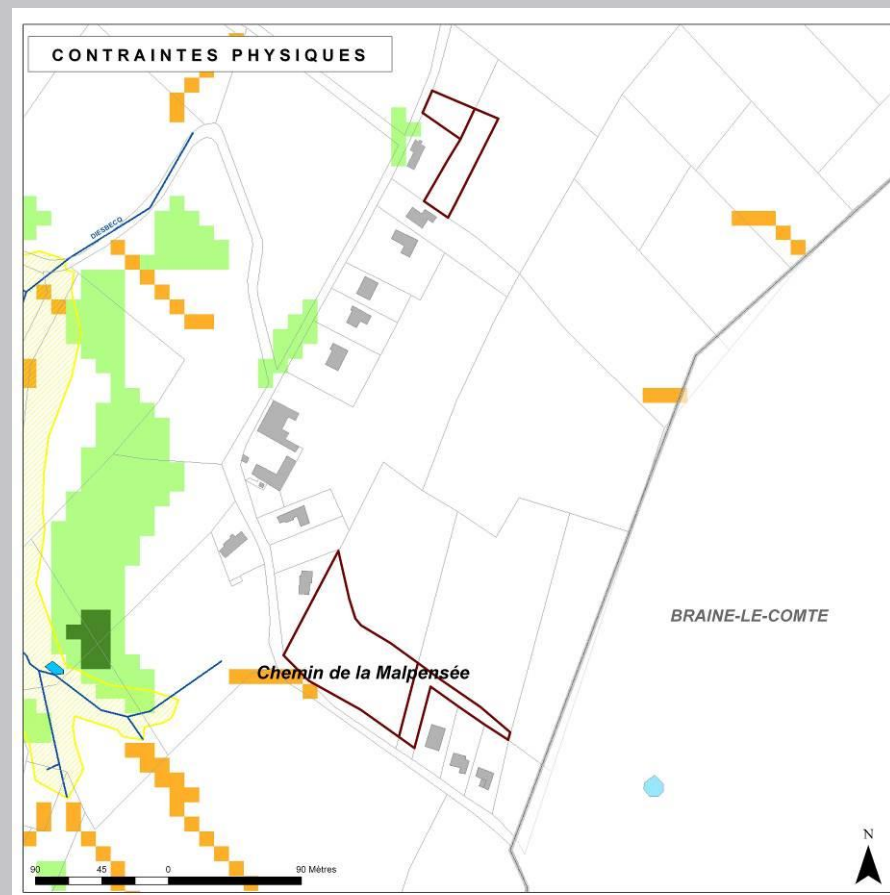 CONTRAINTES PHYSIQUES
DIESBECQ
BRAINE-LE-COMTE
Chemin de la Malpensée
N
90 45 0 90 Mètres